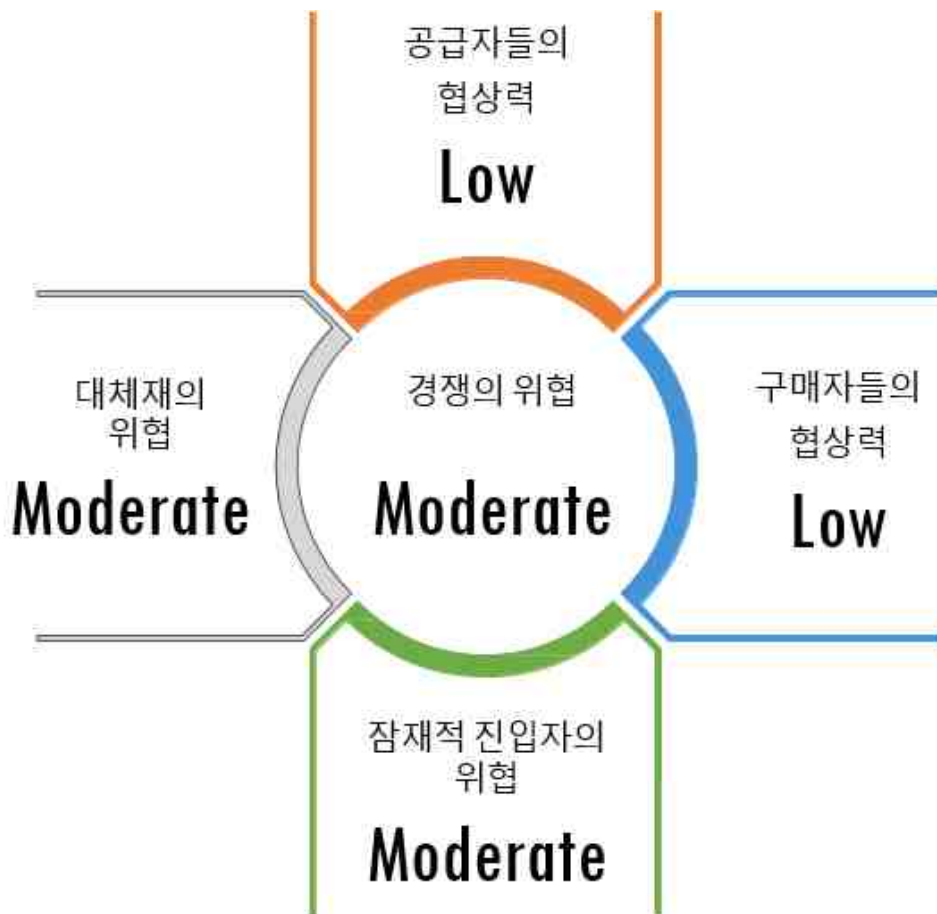 공급자들의
협상력
Low
대체재의
위협
Moderate
경쟁의 위협
Moderate
구매자들의
협상력
Low
잠재적 진입자의
위협
Moderate